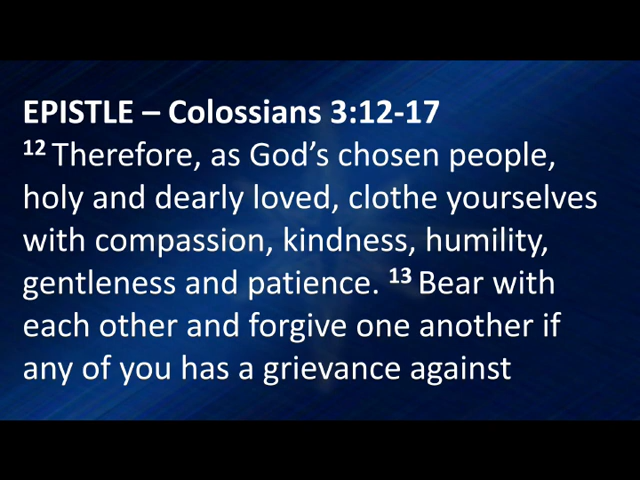 EPISTLE – Colossians 3:12-17
12 Therefore, as God’s chosen people,
holy and dearly loved, clothe yourselves
with compassion, kindness, humility,
gentleness and patience. 13 Bear with
each other and forgive one another if
any of you has a grievance against